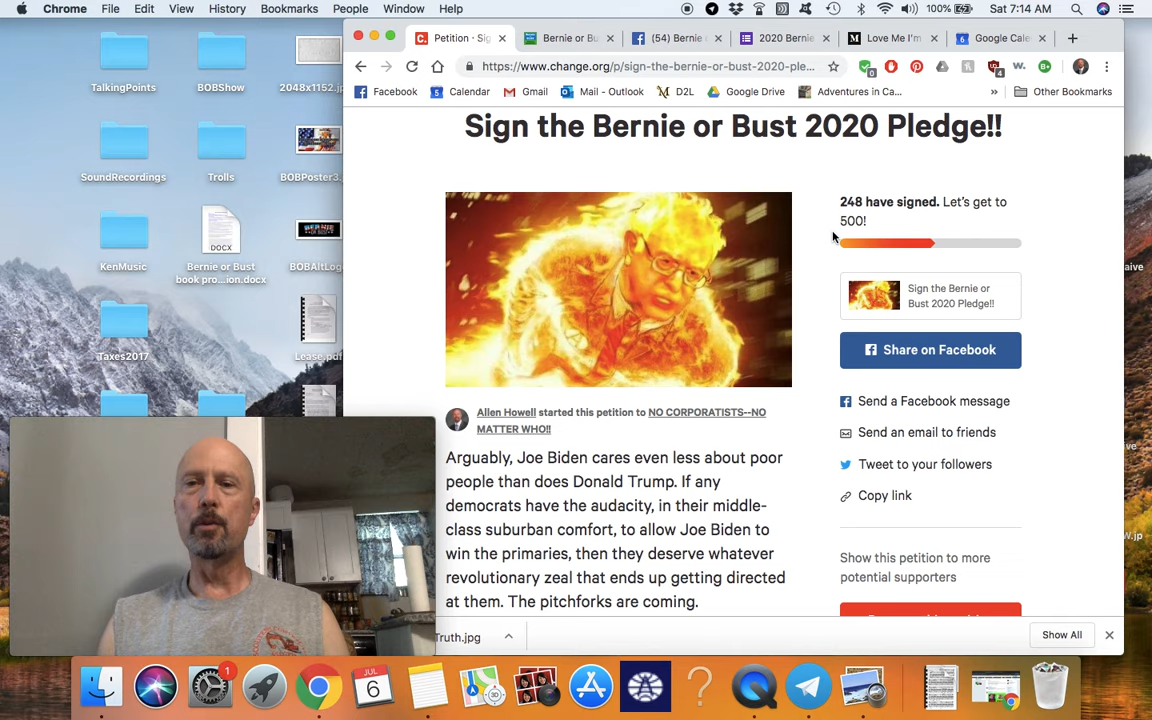 Chrome File Edit View History Bookmarks People Window Help
100% Sat 7:14 AM
Petition · Sig
Bernie or Bu
(54) Bernie
2020 Bernie
Love Me I'm
Google Cale
https://www.change.org/p/sign-the-bernie-or-bust-2020-ple...
Facebook Calendar Gmail Mail - Outlook D2L Google Drive Adventures in Ca... » Other Bookmarks
TalkingPoints
BOBShow
2048x1152.j
SoundRecordings
Trolls
BOBPoster3.
DOCX
KenMusic
Bernie or Bust
book pro...ion.docx
BOBAltLog
Taxes2017
Lease.pdf
Sign the Bernie or Bust 2020 Pledge!!
248 have signed. Let's get to
500!
Sign the Bernie or
Bust 2020 Pledge!!
Share on Facebook
Send a Facebook message
Send an email to friends
Tweet to your followers
Copy link
Show this petition to more
potential supporters
Allen Howell started this petition to NO CORPORATISTS--NO
MATTER WHO!!
Arguably, Joe Biden cares even less about poor
people than does Donald Trump. If any
democrats have the audacity, in their middle-
class suburban comfort, to allow Joe Biden to
win the primaries, then they deserve whatever
revolutionary zeal that ends up getting directed
at them. The pitchforks are coming.
Truth.jpg
Show All
JUL
6